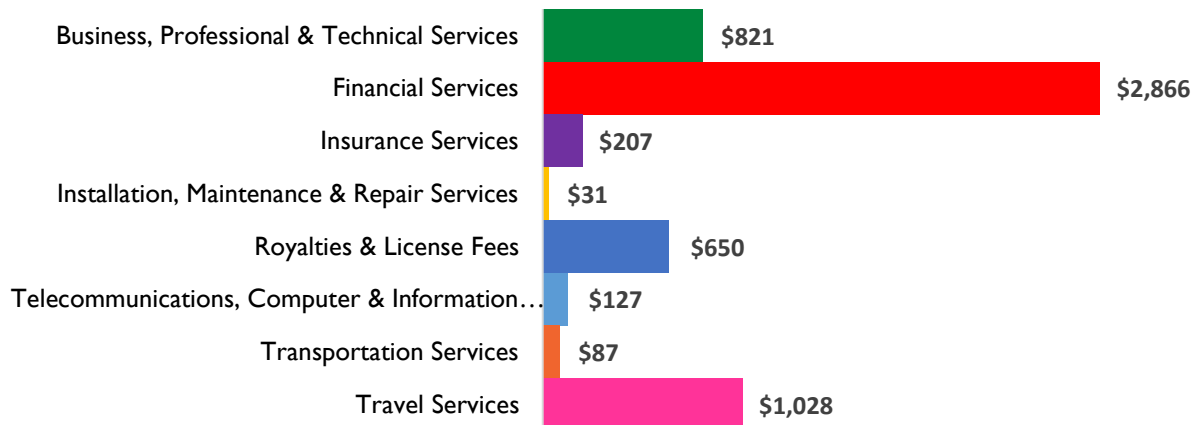 Business, Professional & Technical Services $821
Financial Services $2,866
Insurance Services $207
Installation, Maintenance & Repair Services $31
Royalties & License Fees $650
Telecommunications, Computer & Information… $127
Transportation Services $87
Travel Services $1,028